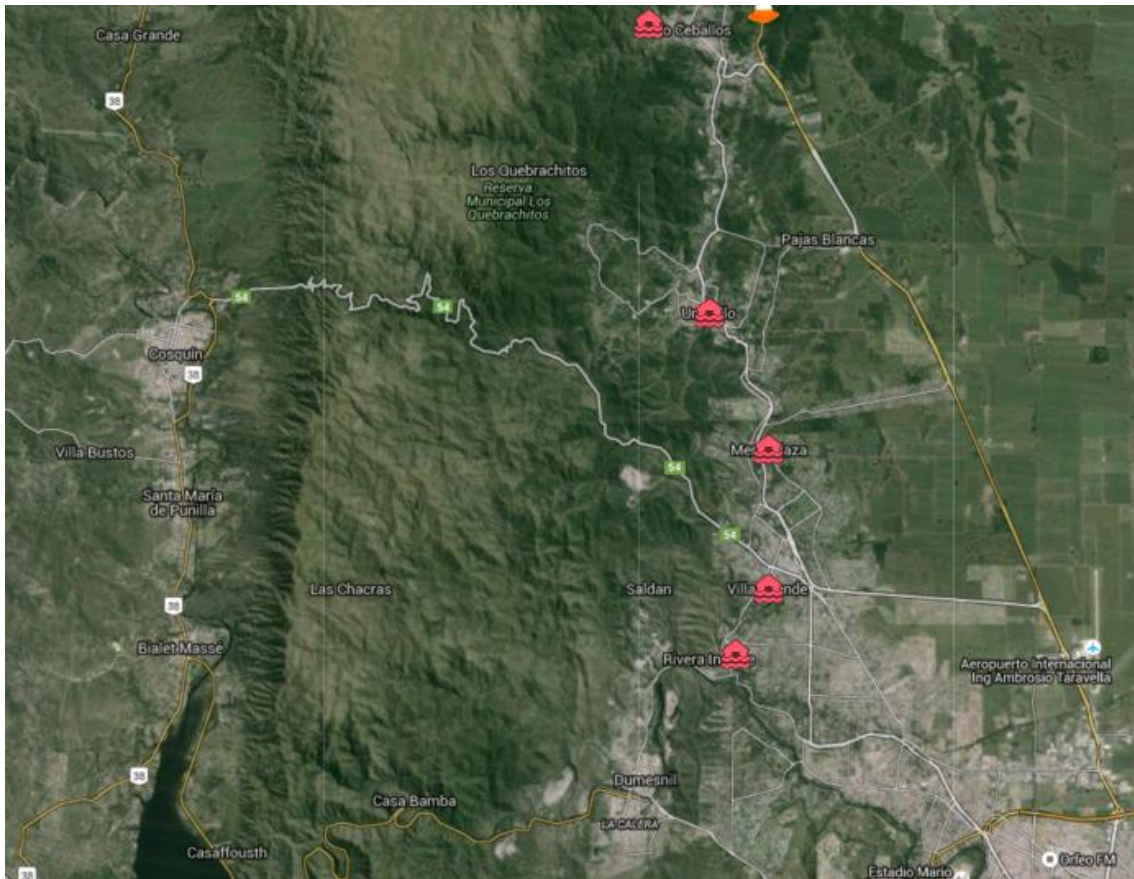 Casa Grande
o Ceballos
38
Los Quebrachitos
Reserva
Municipal Los
Quebrachitos
Pajas Blancas
54
54
Cosquín
38
Villa Bustos
54
Santa María
de Punilla
54
Las Chacras
Saldan
38
Bialet Massé
Aeropuerto Internacional
Ing Ambrosio Taravella
38
Dumesnil
Casa Bamba
LA CALERA
Casaffousth
Orfeo FM
Estadio Mario
38